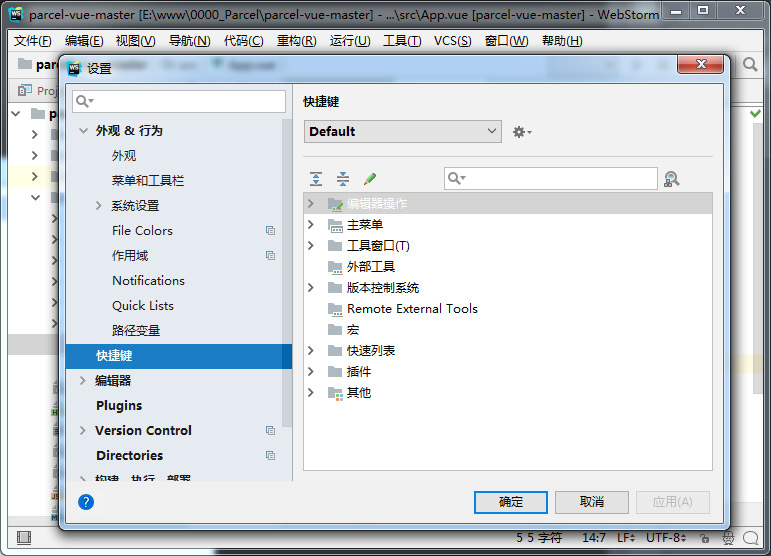 parcel-vue-master [E:\www\0000_Parcel\parcel-vue-master] - ...\src\App.vue [parcel-vue-master] - WebStorm
文件(F) 编辑(E) 视图(V) 导航(N) 代码(C) 重构(R) 运行(U) 工具(T) VCS(S) 窗口(W) 帮助(H)
设置
外观 & 行为
外观
菜单和工具栏
系统设置
File Colors
作用域
Notifications
Quick Lists
路径变量
快捷键
编辑器
Plugins
Version Control
Directories
构建、执行、部署
快捷键
Default
编辑器操作
主菜单
工具窗口(T)
外部工具
版本控制系统
Remote External Tools
宏
快速列表
插件
其他
?
确定 取消 应用(A)
5 5 字符 14:7 LF UTF-8